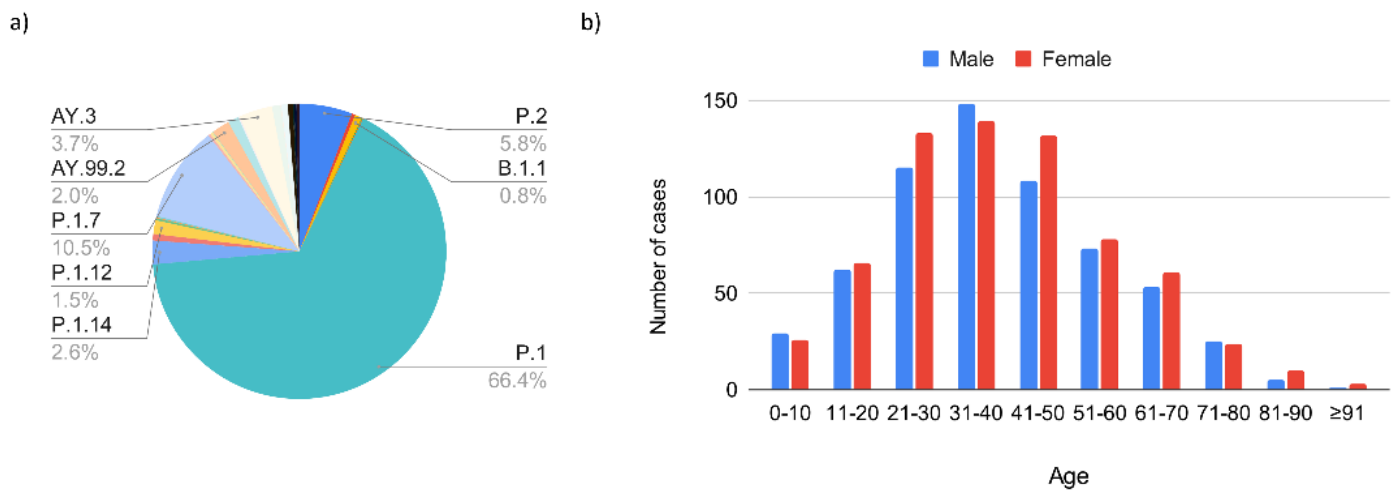 a)
AY.3
3.7%
AY.99.2
2.0%
P.1.7
10.5%
P.1.12
1.5%
P.1.14
2.6%
P.2
5.8%
B.1.1
0.8%
P.1
66.4%
b)
Male Female
Number of cases
150
100
50
0
0-10 11-20 21-30 31-40 41-50 51-60 61-70 71-80 81-90 ≥91
Age